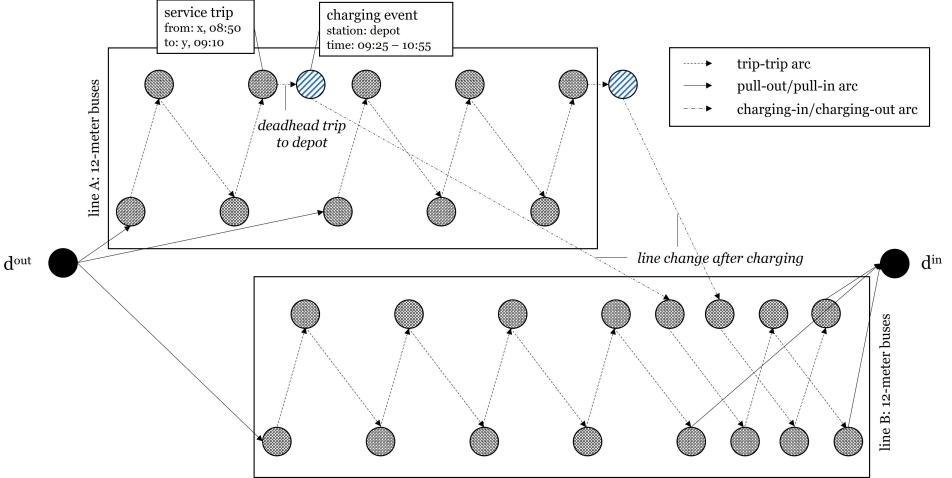 service trip
from: x, 08:50
to: y, 09:10
charging event
station: depot
time: 09:25 – 10:55
trip-trip arc
pull-out/pull-in arc
charging-in/charging-out arc
deadhead trip
to depot
line A: 12-meter buses
line change after charging
dout
din
line B: 12-meter buses